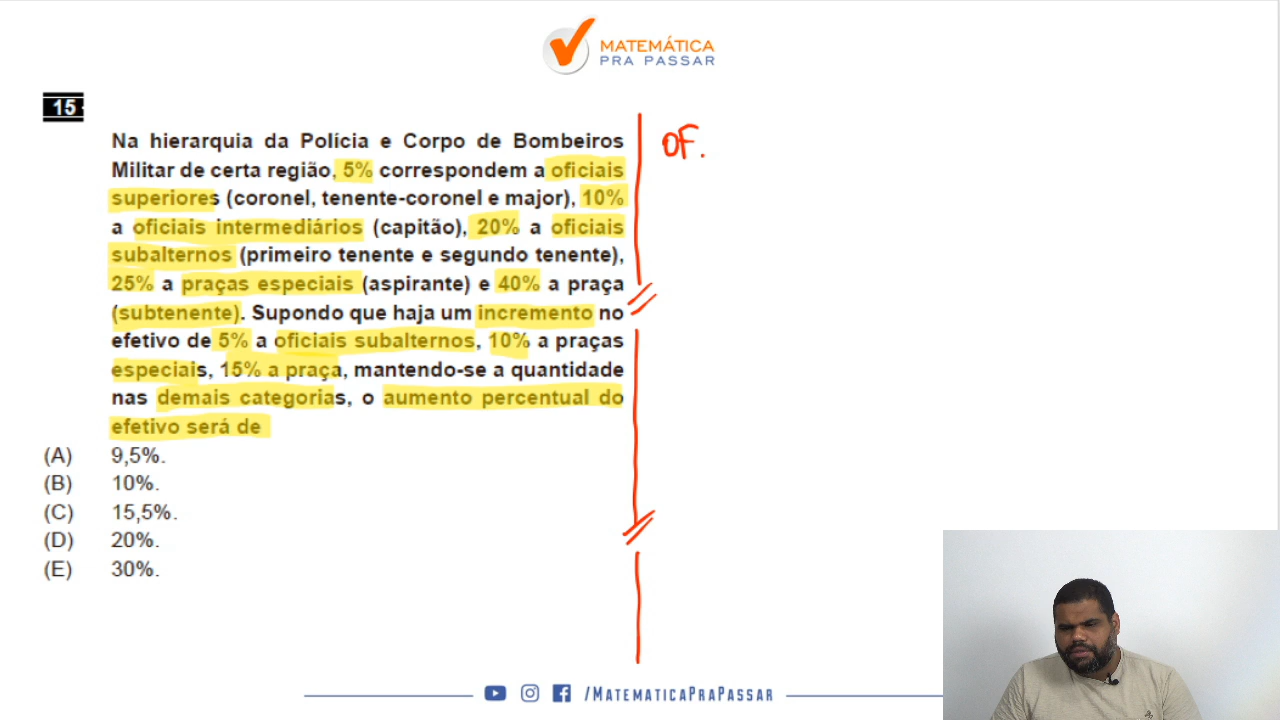 MATEMÁTICA
PRA PASSAR
15
OF.
Na hierarquia da Polícia e Corpo de Bombeiros
Militar de certa região, 5% correspondem a oficiais
superiores (coronel, tenente-coronel e major), 10%
a oficiais intermediários (capitão), 20% a oficiais
subalternos (primeiro tenente e segundo tenente),
25% a praças especiais (aspirante) e 40% a praça
(subtenente). Supondo que haja um incremento no
efetivo de 5% a oficiais subalternos, 10% a praças
especiais, 15% a praça, mantendo-se a quantidade
nas demais categorias, o aumento percentual do
efetivo será de
(A) 9,5%.
(B) 10%.
(C) 15,5%.
(D) 20%.
(E) 30%.
/MATEMATICAPRAPASSAR